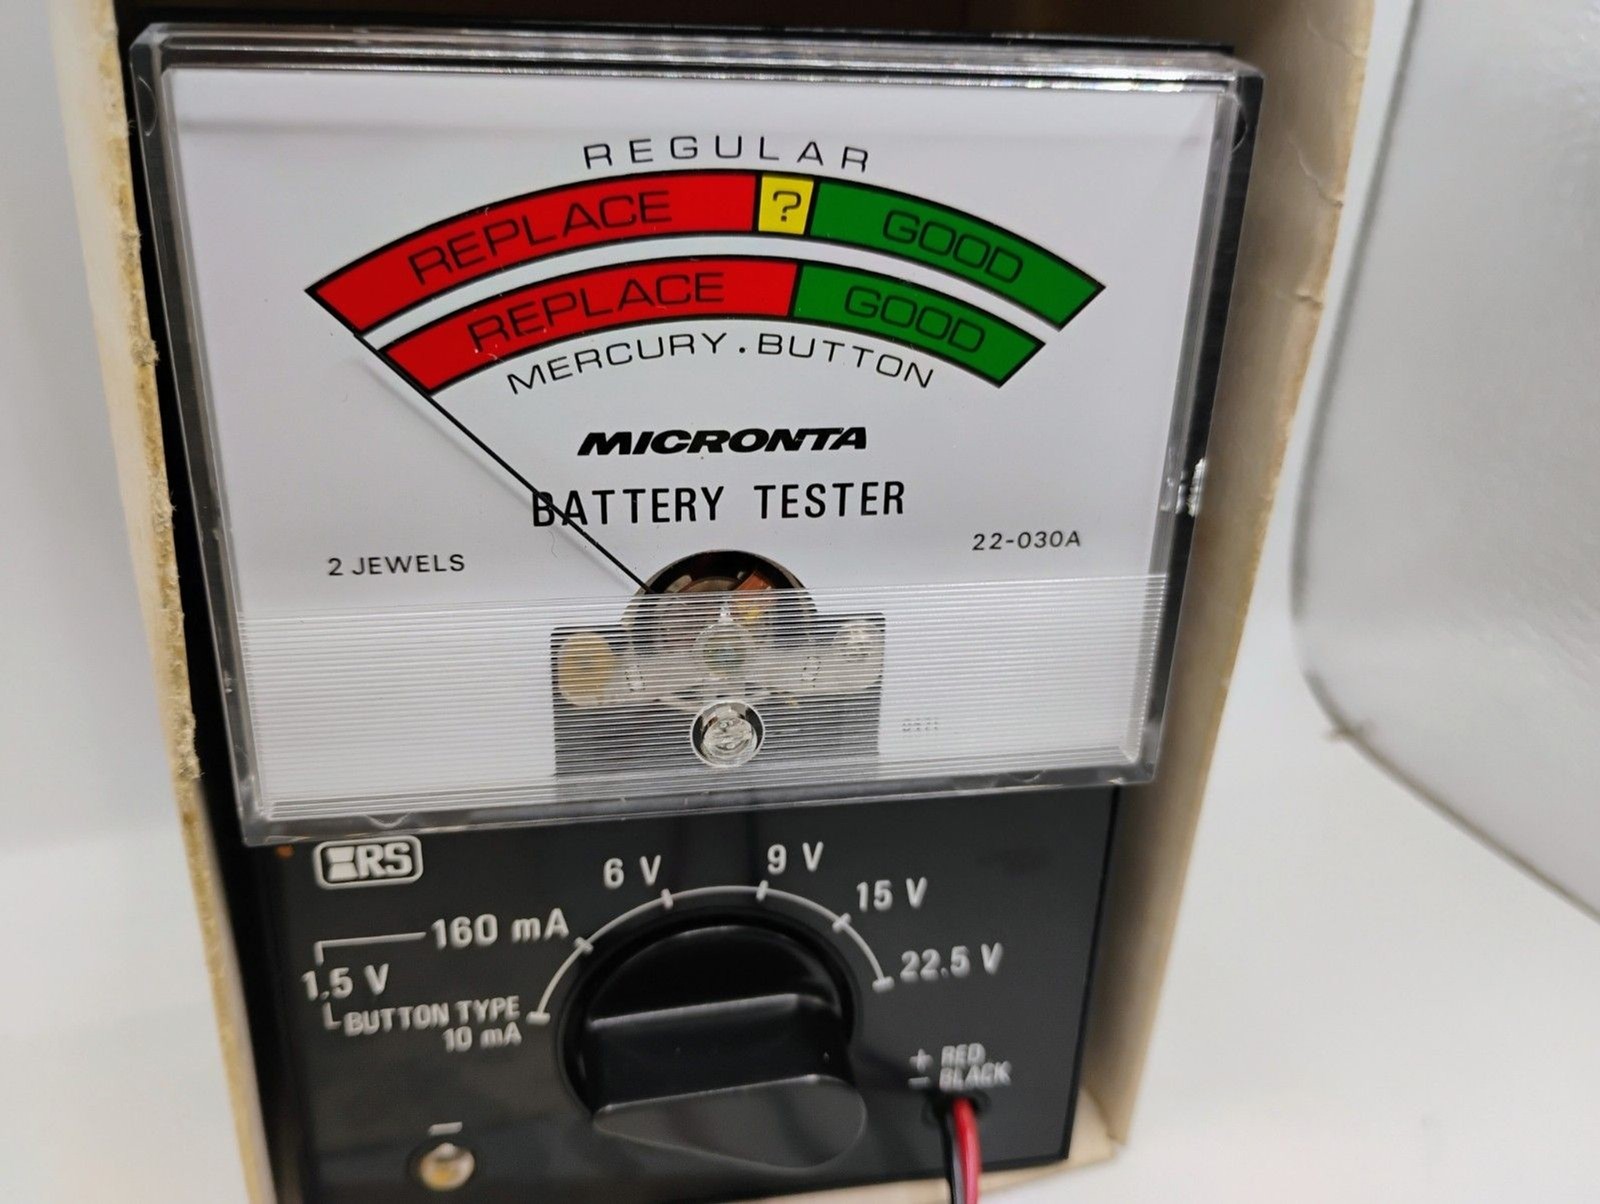 REGULAR
REPLACE ? GOOD
REPLACE GOOD
MERCURY . BUTTON
MICRONTA
BATTERY TESTER
2 JEWELS
22-030A
RS
6 V
9 V
15 V
160 mA
22.5 V
1.5 V
BUTTON TYPE
10 mA
+ RED
− BLACK
−